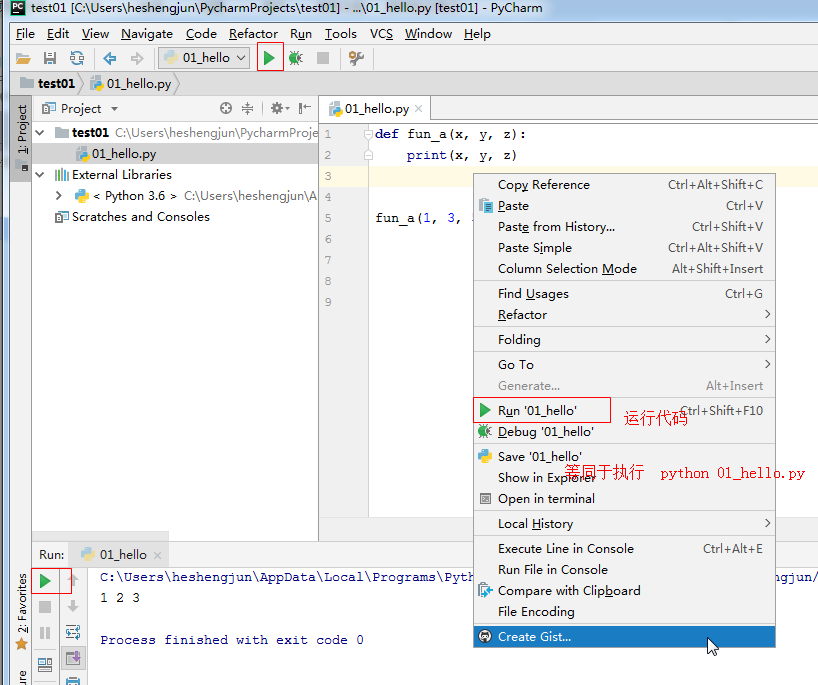 test01 [C:\Users\heshengjun\PycharmProjects\test01] - ...\01_hello.py [test01] - PyCharm
File Edit View Navigate Code Refactor Run Tools VCS Window Help
01_hello
test01 01_hello.py
1: Project
Project
test01 C:\Users\heshengjun\PycharmProje
01_hello.py
External Libraries
< Python 3.6 > C:\Users\heshengjun\A
Scratches and Consoles
01_hello.py
1 def fun_a(x, y, z):
2 print(x, y, z)
3
4
5 fun_a(1, 3,
6
7
8
9
Copy Reference Ctrl+Alt+Shift+C
Paste Ctrl+V
Paste from History... Ctrl+Shift+V
Paste Simple Ctrl+Alt+Shift+V
Column Selection Mode Alt+Shift+Insert
Find Usages Ctrl+G
Refactor
Folding
Go To
Generate... Alt+Insert
Run '01_hello' Ctrl+Shift+F10
运行代码
Debug '01_hello'
Save '01_hello'
等同于执行 python 01_hello.py
Show in Explorer
Open in terminal
Local History
Execute Line in Console Ctrl+Alt+E
Run File in Console
Compare with Clipboard
File Encoding
Create Gist...
Run: 01_hello
2: Favorites
C:\Users\heshengjun\AppData\Local\Programs\Pyth
ngjun/
1 2 3
Process finished with exit code 0